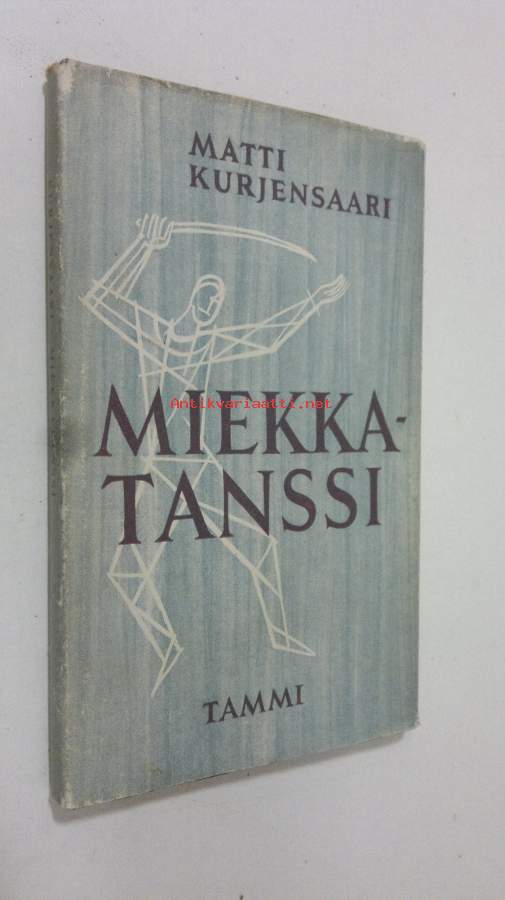 MATTI
KURJENSAARI
MIEKKA-
Antikvariaatti.net
TANSSI
TAMMI